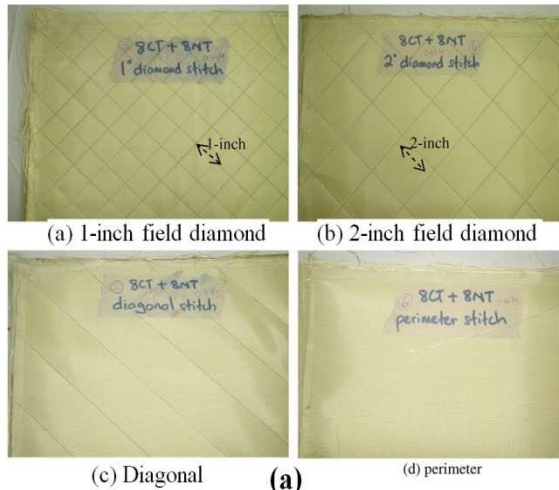 8CT + 8NT
1" diamond stitch
1-inch
(a) 1-inch field diamond
8CT + 8NT
2" diamond stitch
2-inch
(b) 2-inch field diamond
8CT + 8NT
diagonal stitch
(c) Diagonal
6 8CT + 8NT
perimeter stitch
(d) perimeter
(a)